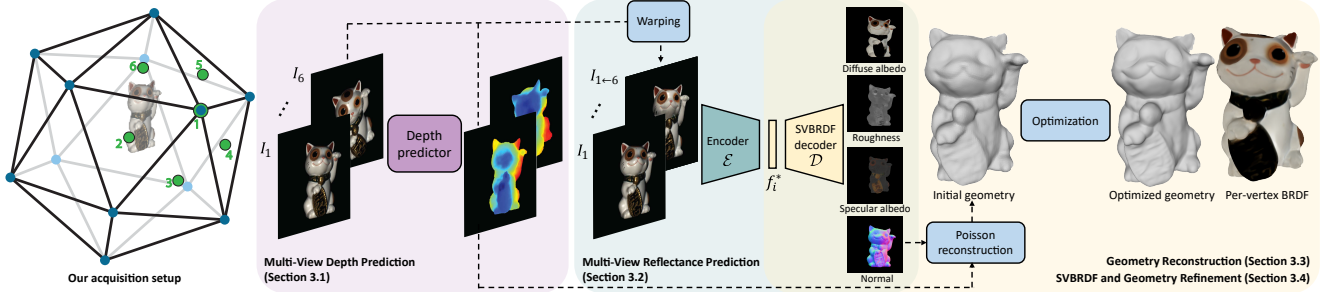 6
5
1
2
4
3
Our acquisition setup
I₆
I₁
Depth
predictor
Multi-View Depth Prediction
(Section 3.1)
Warping
I₁←₆
I₁
Encoder
ℰ
f*ᵢ
SVBRDF
decoder
𝒟
Multi-View Reflectance Prediction
(Section 3.2)
Diffuse albedo
Roughness
Specular albedo
Normal
Initial geometry
Optimization
Optimized geometry
Per-vertex BRDF
Poisson
reconstruction
Geometry Reconstruction (Section 3.3)
SVBRDF and Geometry Refinement (Section 3.4)